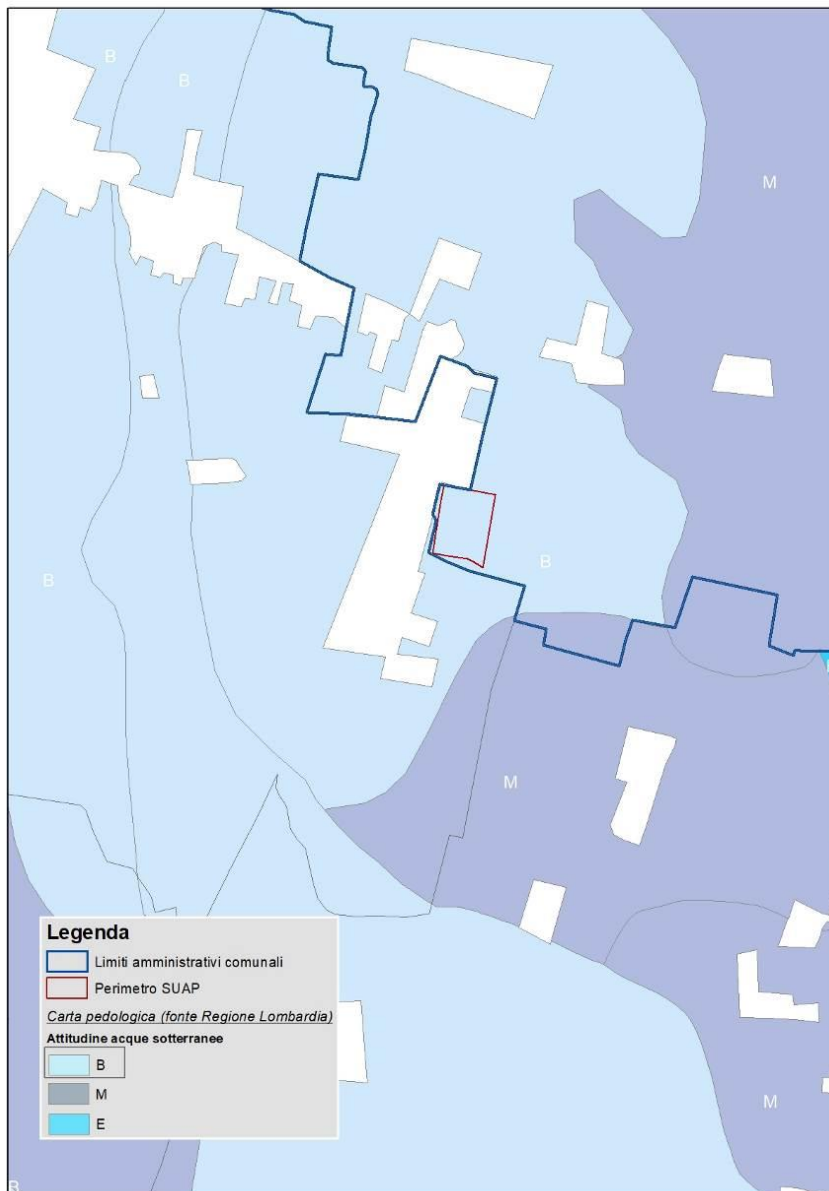 B
B
M
B
B
M
Legenda
Limiti amministrativi comunali
Perimetro SUAP
Carta pedologica (fonte Regione Lombardia)
Attitudine acque sotterranee
B
M
E
M
B